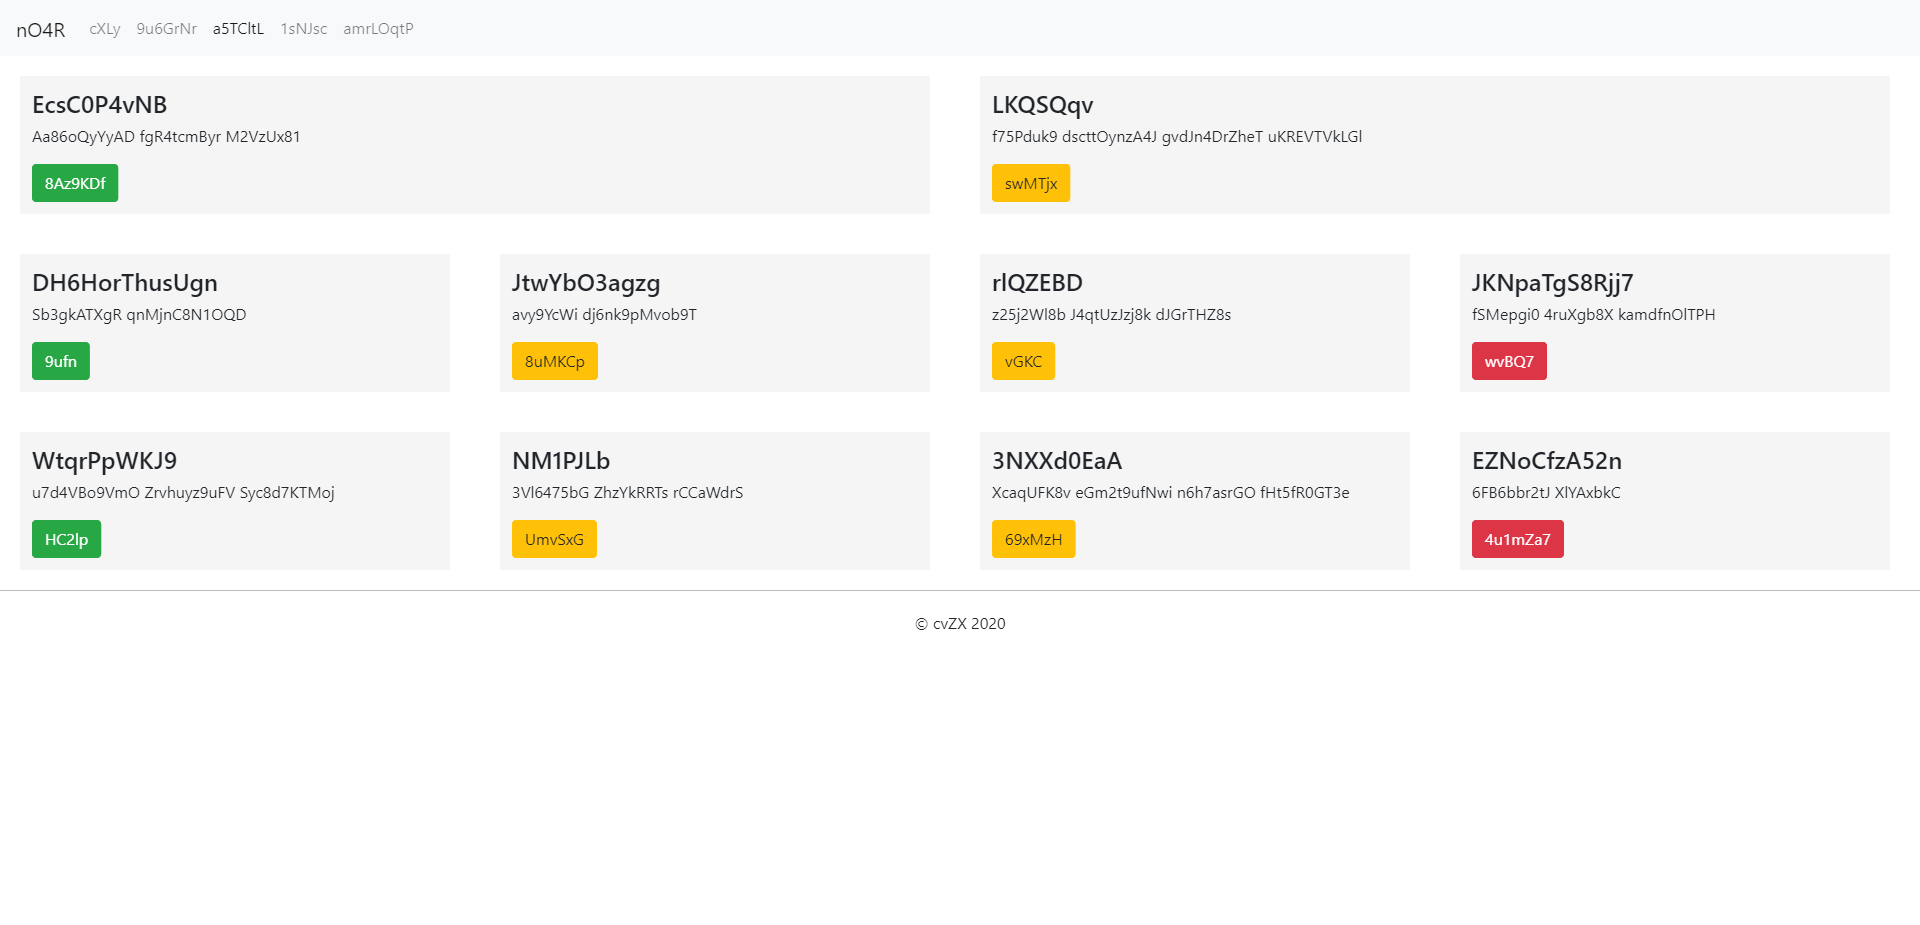 nO4R cXLy 9u6GrNr a5TCltL 1sNJsc amrLOqtP
EcsC0P4vNB
Aa86oQyYyAD fgR4tcmByr M2VzUx81
8Az9KDf
LKQSQqv
f75Pduk9 dscttOynzA4J gvdJn4DrZheT uKREVTVkLGl
swMTjx
DH6HorThusUgn
Sb3gkATXgR qnMjnC8N1OQD
9ufn
JtwYbO3agzg
avy9YcWi dj6nk9pMvob9T
8uMKCp
rlQZEBD
z25j2Wl8b J4qtUzJzj8k dJGrTHZ8s
vGKC
JKNpaTgS8Rjj7
fSMepgi0 4ruXgb8X kamdfnOlTPH
wvBQ7
WtqrPpWKJ9
u7d4VBo9VmO Zrvhuyz9uFV Syc8d7KTMoj
HC2lp
NM1PJLb
3Vl6475bG ZhzYkRRTs rCCaWdrS
UmvSxG
3NXXd0EaA
XcaqUFK8v eGm2t9ufNwi n6h7asrGO fHt5fR0GT3e
69xMzH
EZNoCfzA52n
6FB6bbr2tJ XlYAxbkC
4u1mZa7
© cvZX 2020